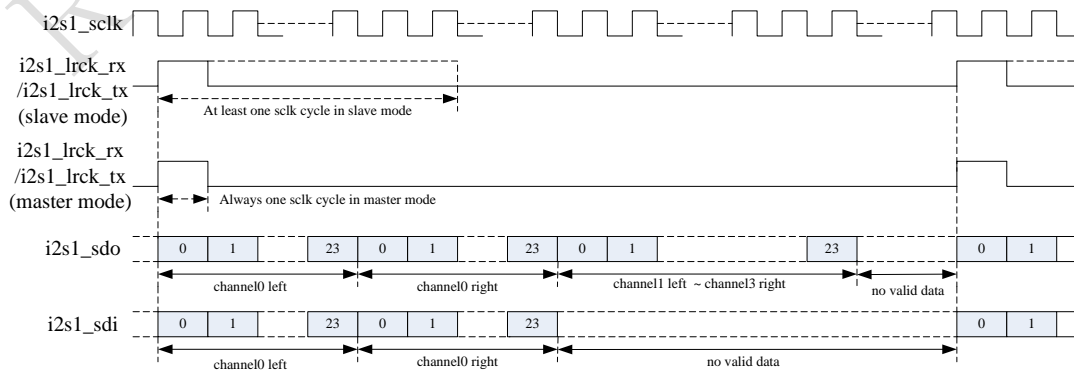 i2s1_sclk
i2s1_lrck_rx
/i2s1_lrck_tx
(slave mode)
At least one sclk cycle in slave mode
i2s1_lrck_rx
/i2s1_lrck_tx
(master mode)
Always one sclk cycle in master mode
i2s1_sdo 0 1 23 0 1 23 0 1 23 0 1
channel0 left channel0 right channel1 left ~ channel3 right no valid data
i2s1_sdi 0 1 23 0 1 23 0 1
channel0 left channel0 right no valid data